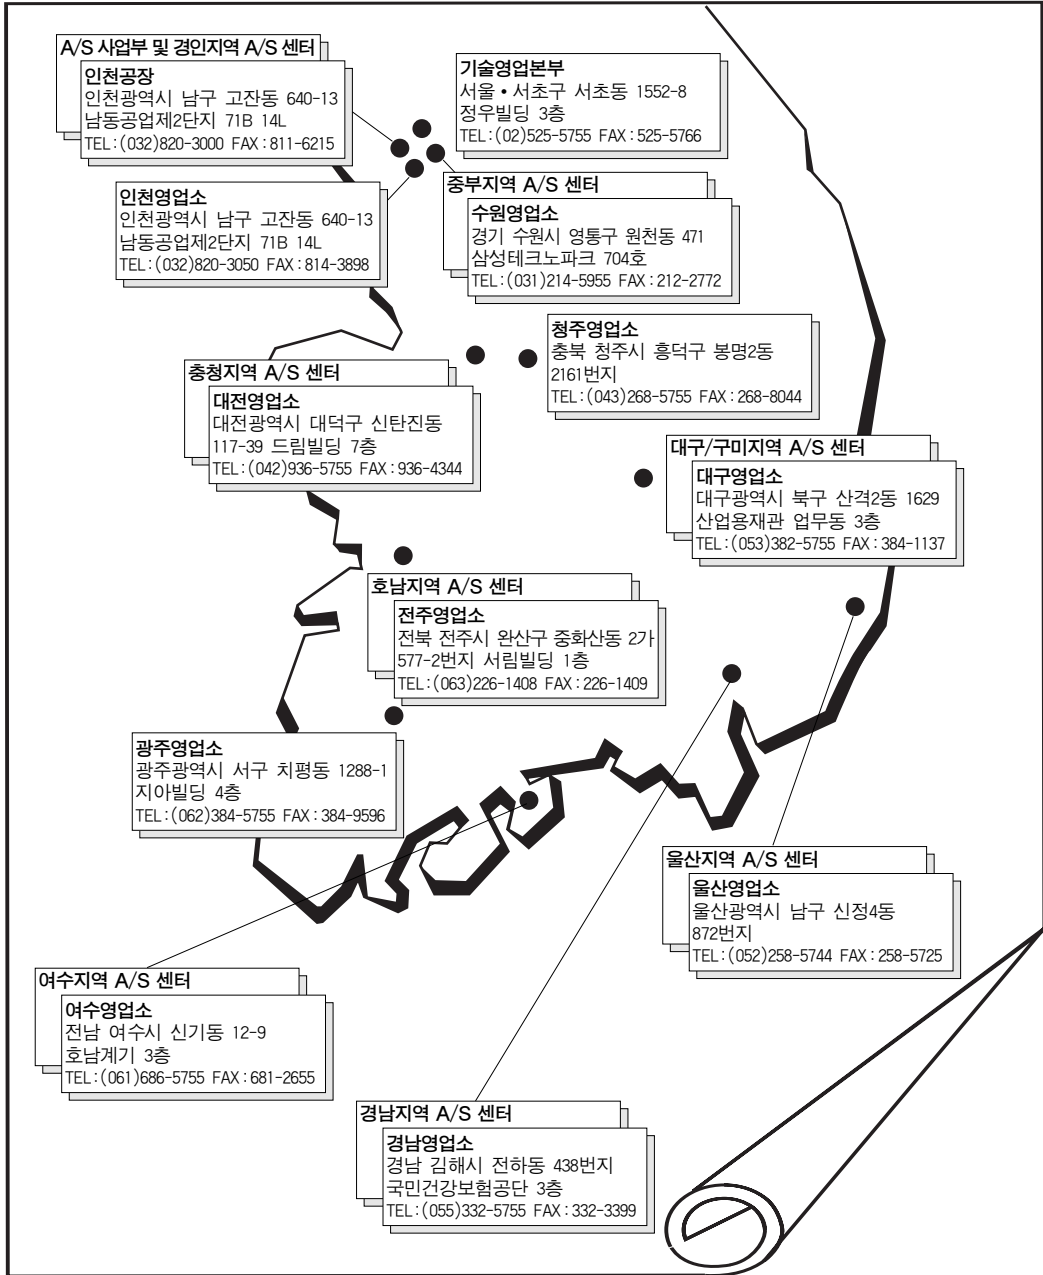 A/S 사업부 및 경인지역 A/S 센터
인천공장
인천광역시 남구 고잔동 640-13
남동공업제2단지 71B 14L
TEL:(032)820-3000 FAX:811-6215
기술영업본부
서울•서초구 서초동 1552-8
정우빌딩 3층
TEL:(02)525-5755 FAX:525-5766
인천영업소
인천광역시 남구 고잔동 640-13
남동공업제2단지 71B 14L
TEL:(032)820-3050 FAX:814-3898
중부지역 A/S 센터
수원영업소
경기 수원시 영통구 원천동 471
삼성테크노파크 704호
TEL:(031)214-5955 FAX:212-2772
청주영업소
충북 청주시 흥덕구 봉명2동
2161번지
TEL:(043)268-5755 FAX:268-8044
충청지역 A/S 센터
대전영업소
대전광역시 대덕구 신탄진동
117-39 드림빌딩 7층
TEL:(042)936-5755 FAX:936-4344
대구/구미지역 A/S 센터
대구영업소
대구광역시 북구 산격2동 1629
산업용재관 업무동 3층
TEL:(053)382-5755 FAX:384-1137
호남지역 A/S 센터
전주영업소
전북 전주시 완산구 중화산동 2가
577-2번지 서림빌딩 1층
TEL:(063)226-1408 FAX:226-1409
광주영업소
광주광역시 서구 치평동 1288-1
지아빌딩 4층
TEL:(062)384-5755 FAX:384-9596
울산지역 A/S 센터
울산영업소
울산광역시 남구 신정4동
872번지
TEL:(052)258-5744 FAX:258-5725
여수지역 A/S 센터
여수영업소
전남 여수시 신기동 12-9
호남계기 3층
TEL:(061)686-5755 FAX:681-2655
경남지역 A/S 센터
경남영업소
경남 김해시 전하동 438번지
국민건강보험공단 3층
TEL:(055)332-5755 FAX:332-3399